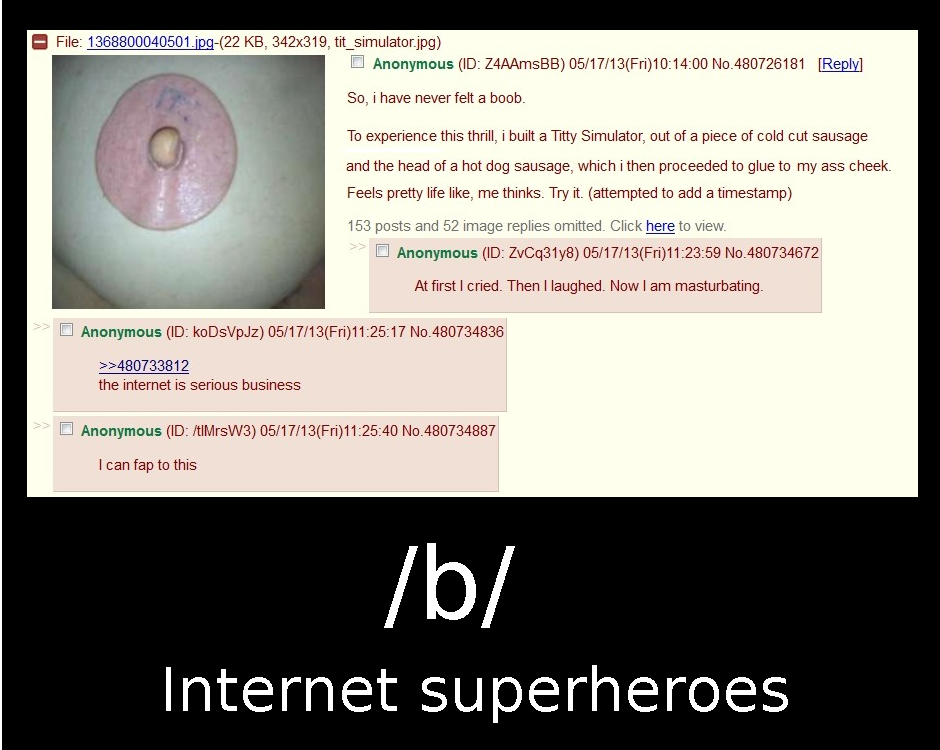 File: 1368800040501.jpg-(22 KB, 342x319, tit_simulator.jpg)
Anonymous (ID: Z4AAmsBB) 05/17/13(Fri)10:14:00 No.480726181 [Reply]
So, i have never felt a boob.
To experience this thrill, i built a Titty Simulator, out of a piece of cold cut sausage
and the head of a hot dog sausage, which i then proceeded to glue to my ass cheek.
Feels pretty life like, me thinks. Try it. (attempted to add a timestamp)
153 posts and 52 image replies omitted. Click here to view.
>> Anonymous (ID: ZvCq31y8) 05/17/13(Fri)11:23:59 No.480734672
At first I cried. Then I laughed. Now I am masturbating.
>> Anonymous (ID: koDsVpJz) 05/17/13(Fri)11:25:17 No.480734836
>>480733812
the internet is serious business
>> Anonymous (ID: /tlMrsW3) 05/17/13(Fri)11:25:40 No.480734887
I can fap to this
/b/
Internet superheroes